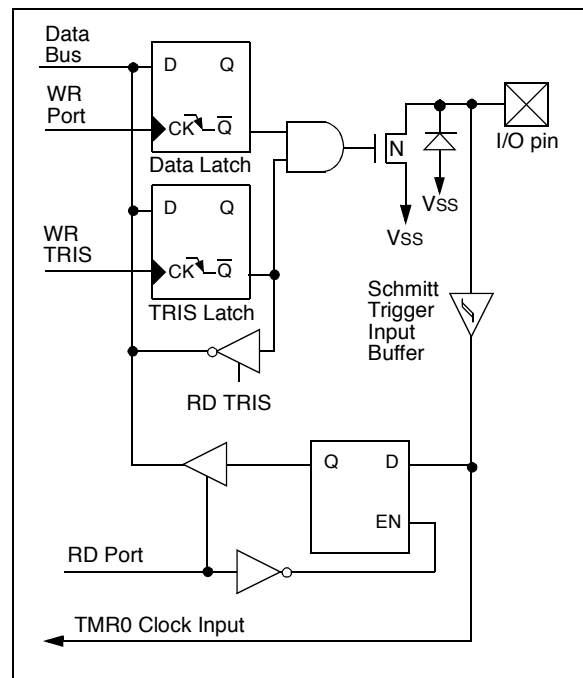 Data
Bus
D Q
WR
Port
CK Q
N
I/O pin
Data Latch
VSS
VSS
D Q
WR
TRIS
CK Q
TRIS Latch
Schmitt
Trigger
Input
Buffer
RD TRIS
Q D
EN
RD Port
TMR0 Clock Input